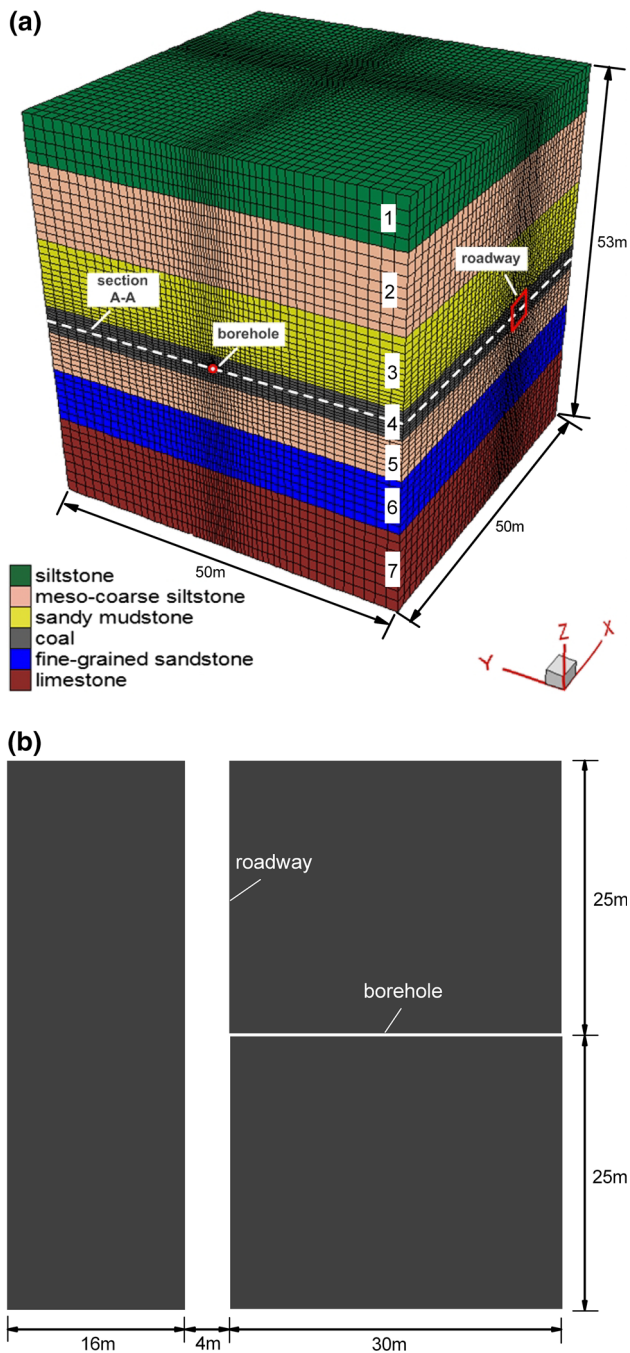 (a)
53m
1
roadway
2
section
A-A
borehole
3
4
5
6
7
50m
50m
siltstone
meso-coarse siltstone
sandy mudstone
coal
fine-grained sandstone
limestone
Y
Z
X
(b)
roadway
25m
borehole
25m
16m
4m
30m